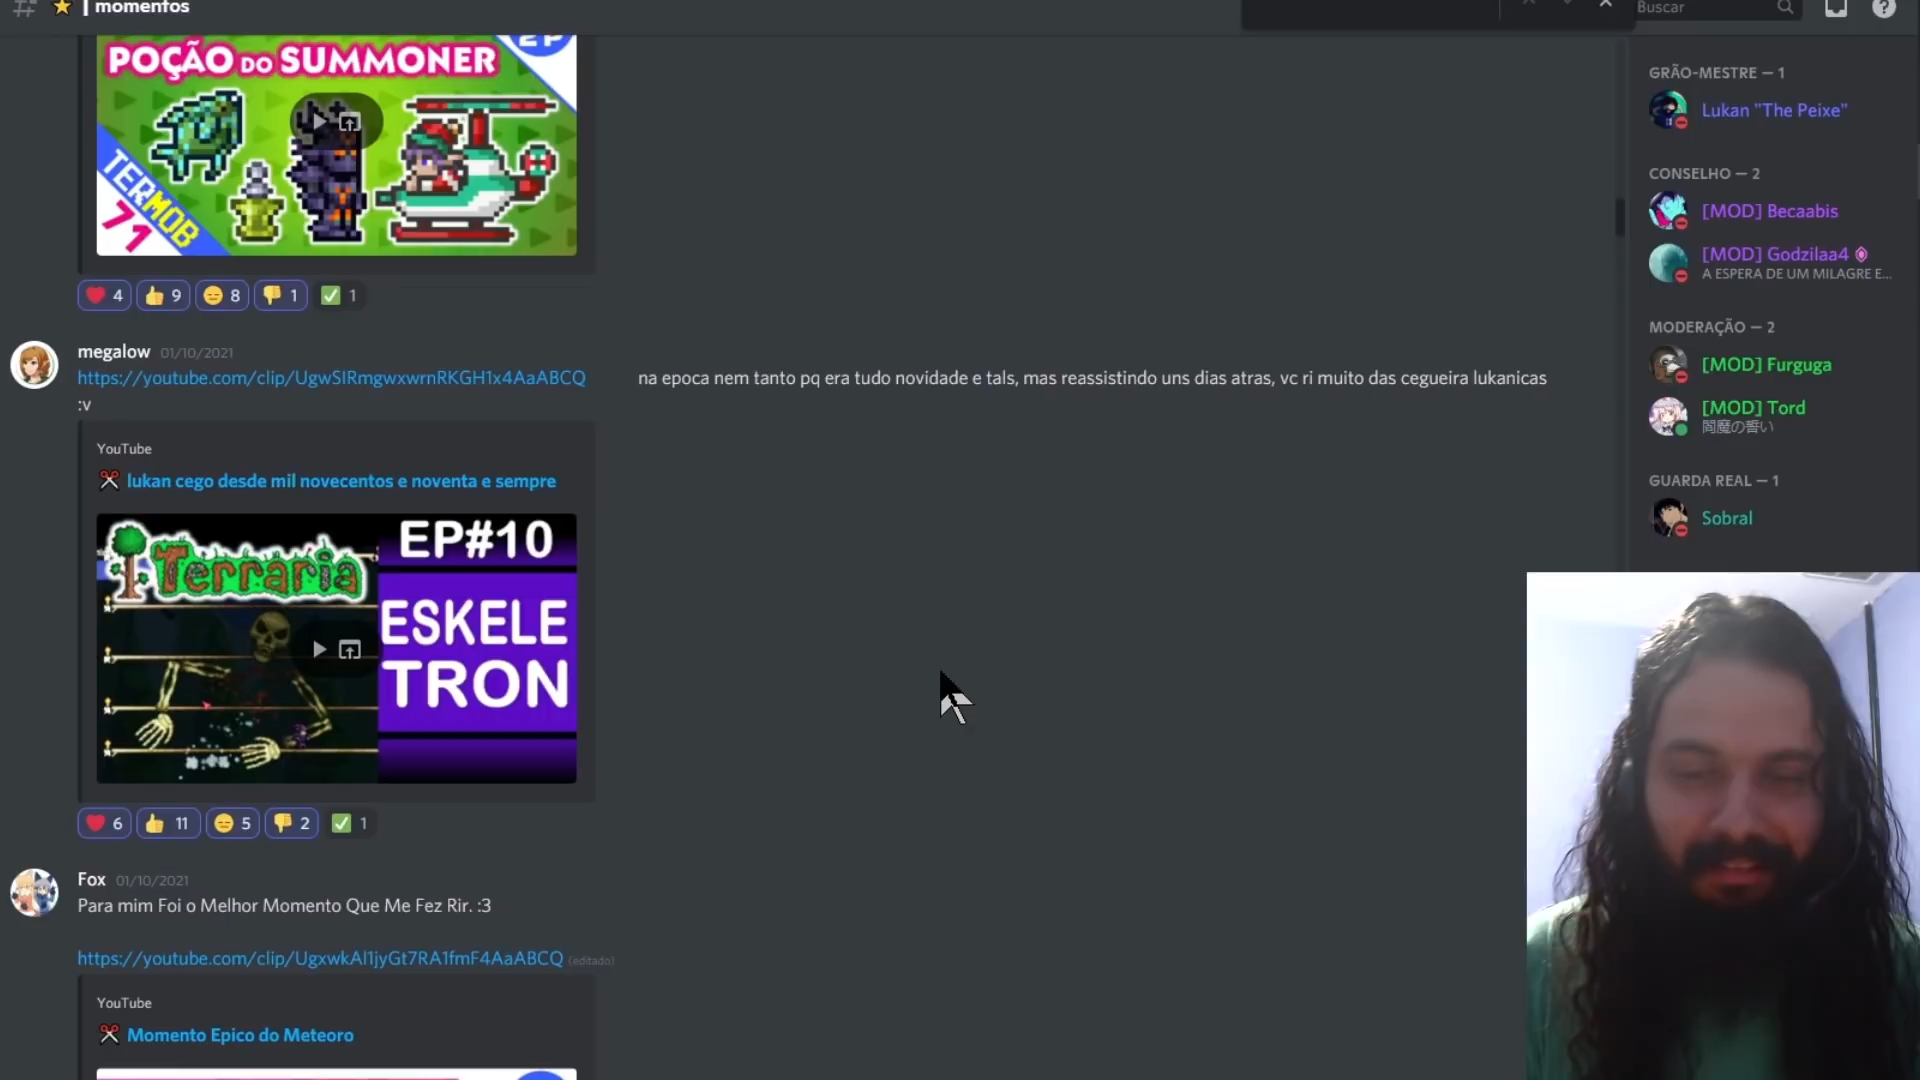 | momentos
Buscar
POÇÃO DO SUMMONER
TERMOB
71
4
9
8
1
1
megalow 01/10/2021
https://youtube.com/clip/UgwSIRmgwxwrnRKGH1x4AaABCQ na epoca nem tanto pq era tudo novidade e tals, mas reassistindo uns dias atras, vc ri muito das cegueira lukanicas
:v
YouTube
lukan cego desde mil novecentos e noventa e sempre
Terraria
EP#10
ESKELE
TRON
6
11
5
2
1
Fox 01/10/2021
Para mim Foi o Melhor Momento Que Me Fez Rir. :3
https://youtube.com/clip/UgxwkAl1jyGt7RA1fmF4AaABCQ (editado)
YouTube
Momento Epico do Meteoro
GRÃO-MESTRE — 1
Lukan "The Peixe"
CONSELHO — 2
[MOD] Becaabis
[MOD] Godzilaa4
A ESPERA DE UM MILAGRE E...
MODERAÇÃO — 2
[MOD] Furguga
[MOD] Tord
閻魔の誓い
GUARDA REAL — 1
Sobral